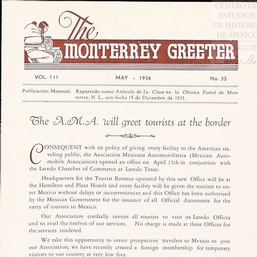 CENTRO DE
ESTUDIOS
DE HISTORIA
DE MEXICO
The
MONTERREY GREETER
VOL. III MAY - 1936 No. 32
Publicación Mensual. Registrado como Artículo de 2a. Clase en la Oficina Postal de Mon
terrey, N. L., con fecha 15 de Diciembre de 1933.
The A.M.A. will greet tourists at the border
CONSEQUENT with its policy of giving every facility to the American tra-
veling public, the Asociación Mexicana Automovilística (Mexican Auto-
mobile Association) opened an office on April 15th in conjunction with
the Laredo Chamber of Commerce at Laredo Texas.
Headquarters for the Tourist Bureau operated by this new Office will be at
the Hamilton and Plaza Hotels and every facility will be given the tourists to en-
ter Mexico without delays or inconveniences and this Office has been authorized
by the Mexican Government for the issuance of all Official documents for the
entry of tourists to Mexico.
Our Association cordially invites all tourists to visit its Laredo Offices
and to avail themselves of our services. No charge is made at these Offices for
the services rendered.
We take this opportunity to invite prospective travelers to Mexico to join
our Association; we have recently created a foreign membership for temporary
visitors to our country at very low fees.